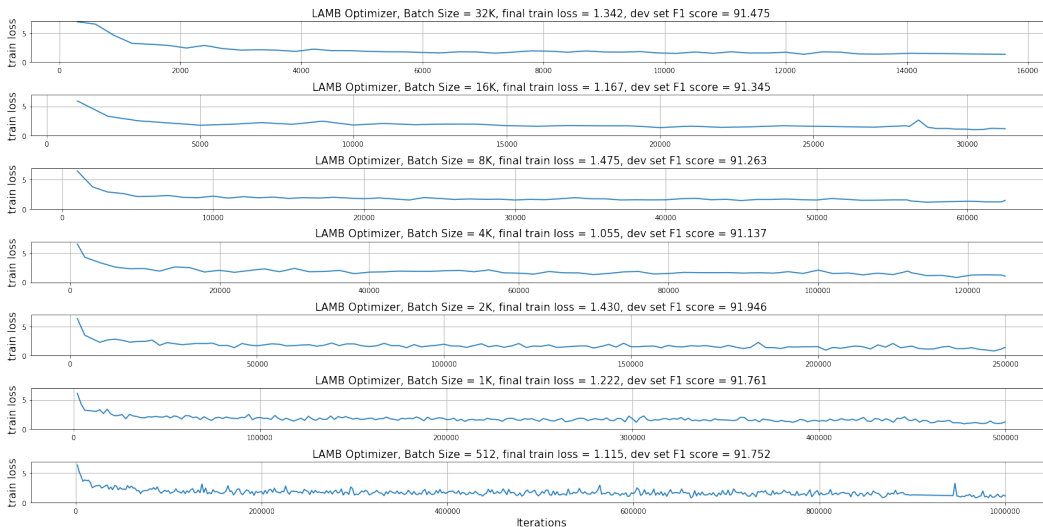 LAMB Optimizer, Batch Size = 32K, final train loss = 1.342, dev set F1 score = 91.475
train loss
5
0
0 2000 4000 6000 8000 10000 12000 14000 16000
LAMB Optimizer, Batch Size = 16K, final train loss = 1.167, dev set F1 score = 91.345
train loss
5
0
0 5000 10000 15000 20000 25000 30000
LAMB Optimizer, Batch Size = 8K, final train loss = 1.475, dev set F1 score = 91.263
train loss
5
0
0 10000 20000 30000 40000 50000 60000
LAMB Optimizer, Batch Size = 4K, final train loss = 1.055, dev set F1 score = 91.137
train loss
5
0
0 20000 40000 60000 80000 100000 120000
LAMB Optimizer, Batch Size = 2K, final train loss = 1.430, dev set F1 score = 91.946
train loss
5
0
0 50000 100000 150000 200000 250000
LAMB Optimizer, Batch Size = 1K, final train loss = 1.222, dev set F1 score = 91.761
train loss
5
0
0 100000 200000 300000 400000 500000
LAMB Optimizer, Batch Size = 512, final train loss = 1.115, dev set F1 score = 91.752
train loss
5
0
0 200000 400000 600000 800000 1000000
Iterations